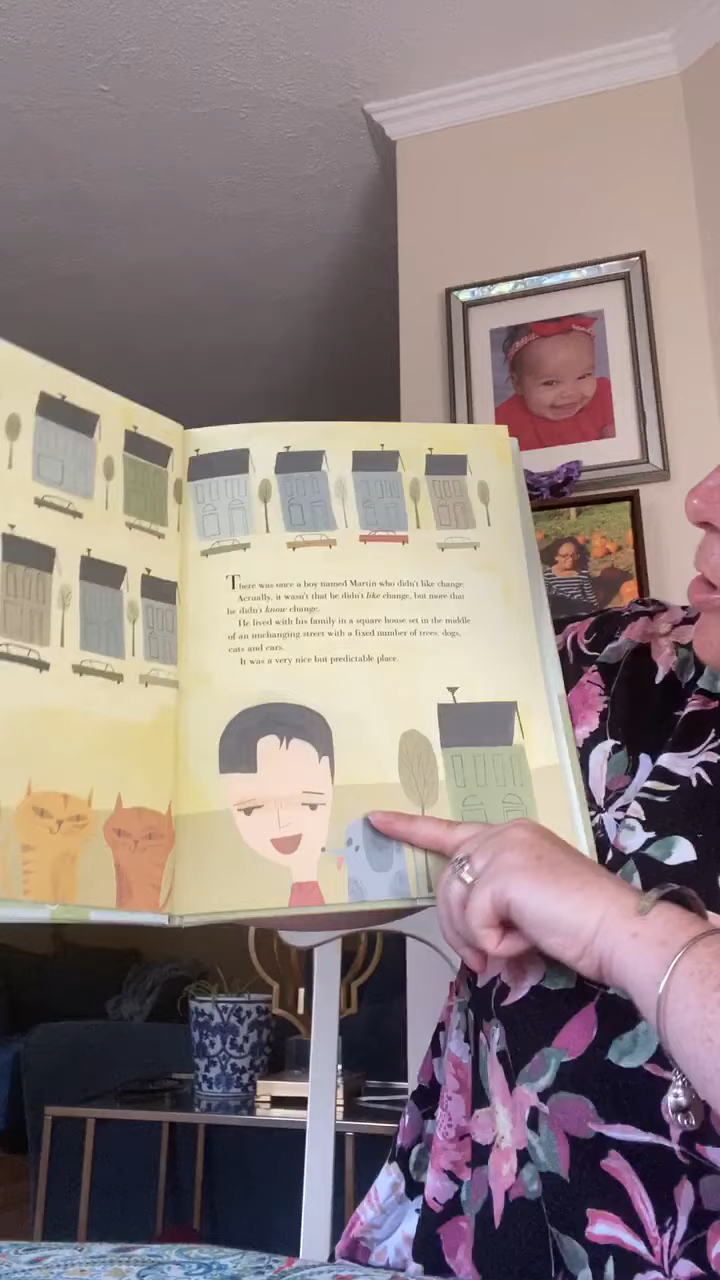 There was once a boy named Martin who didn't like change.
Actually, it wasn't that he didn't like change, but more that
he didn't know change.
He lived with his family in a square house set in the middle
of an unchanging street with a fixed number of trees, dogs,
cats and cars.
It was a very nice but predictable place.